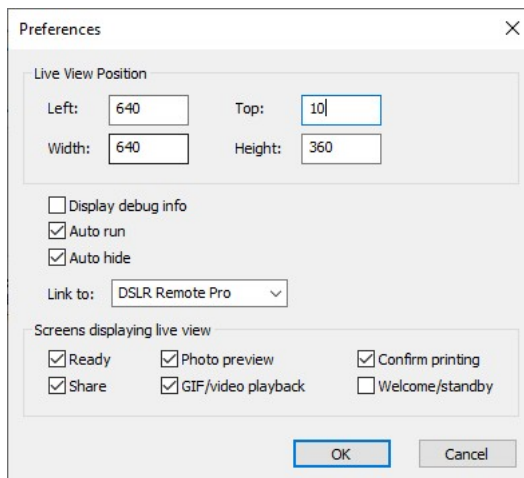 Preferences
Live View Position
Left: 640 Top: 10
Width: 640 Height: 360
Display debug info
Auto run
Auto hide
Link to: DSLR Remote Pro
Screens displaying live view
Ready Photo preview Confirm printing
Share GIF/video playback Welcome/standby
OK Cancel